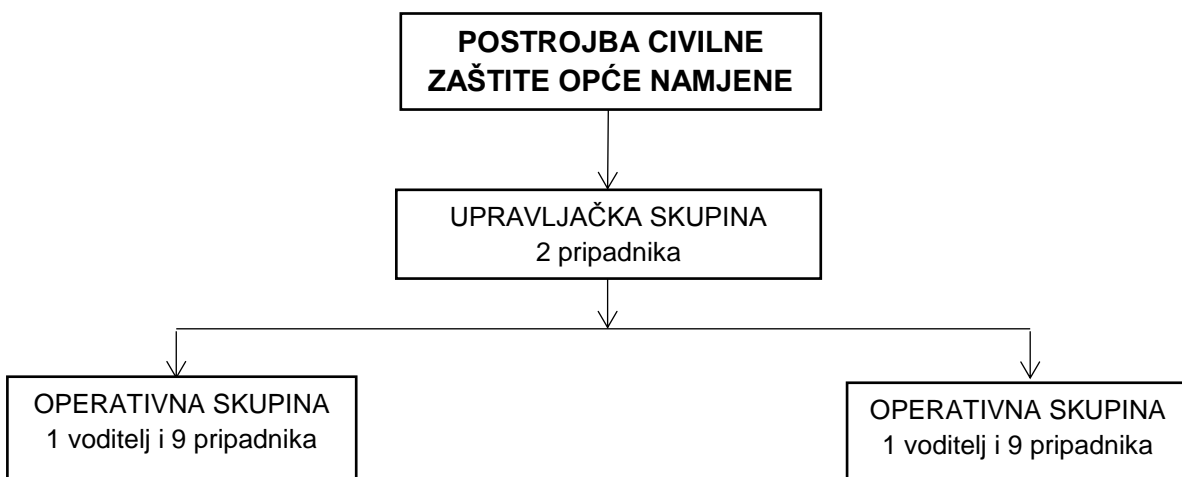 POSTROJBA CIVILNE
ZAŠTITE OPĆE NAMJENE
UPRAVLJAČKA SKUPINA
2 pripadnika
OPERATIVNA SKUPINA
1 voditelj i 9 pripadnika
OPERATIVNA SKUPINA
1 voditelj i 9 pripadnika